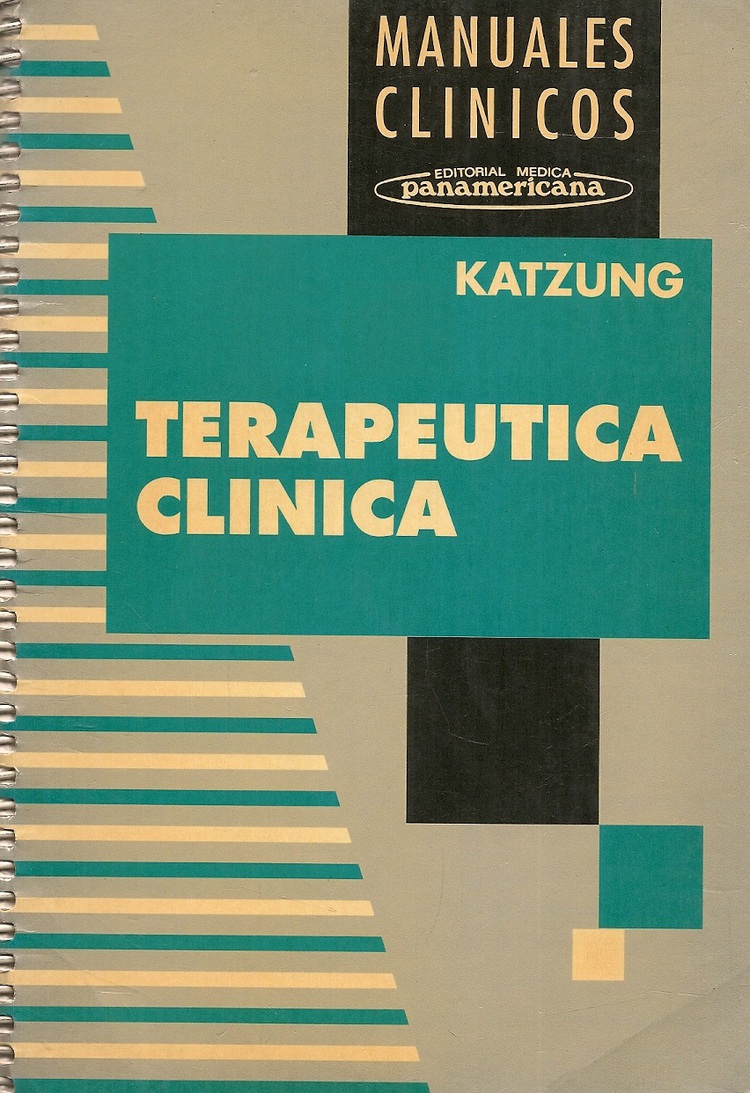 MANUALES
CLINICOS
EDITORIAL MEDICA
panamericana
KATZUNG
TERAPEUTICA
CLINICA